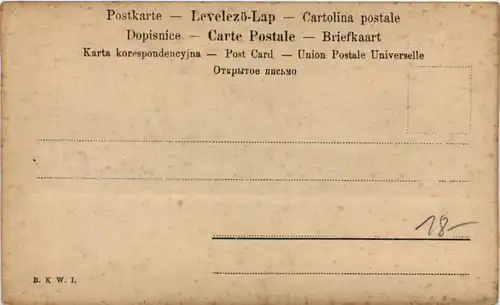 Postkarte — Levelező-Lap — Cartolina postale
Dopisnice — Carte Postale — Briefkaart
Karta korespondencyjna — Post Card — Union Postale Universelle
Открытое письмо
18-
B. K. W. I.